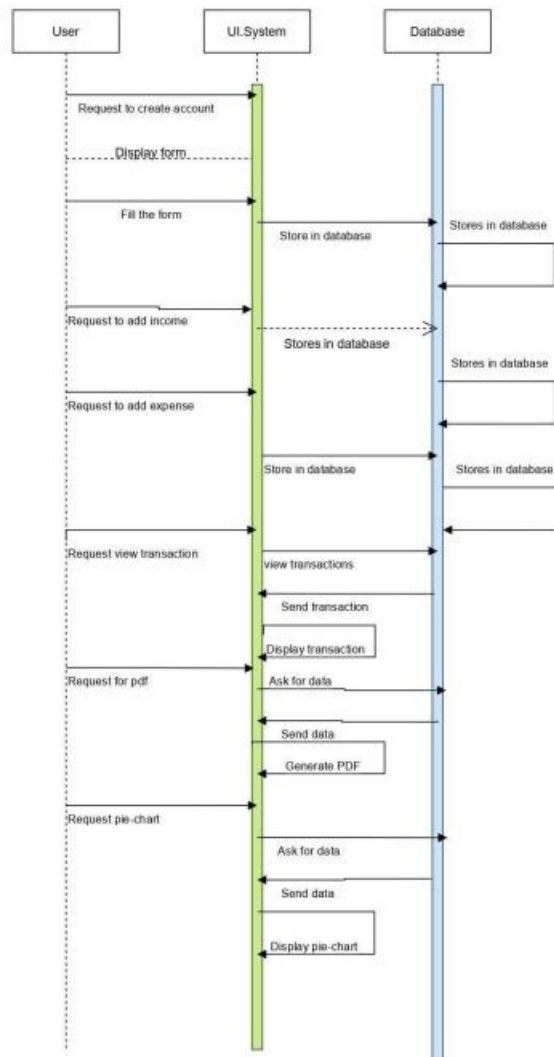 User
UI.System
Database
Request to create account
Display form
Fill the form
Store in database
Stores in database
Request to add income
Stores in database
Stores in database
Request to add expense
Store in database
Stores in database
Request view transaction
view transactions
Send transaction
Display transaction
Request for pdf
Ask for data
Send data
Generate PDF
Request pie-chart
Ask for data
Send data
Display pie-chart